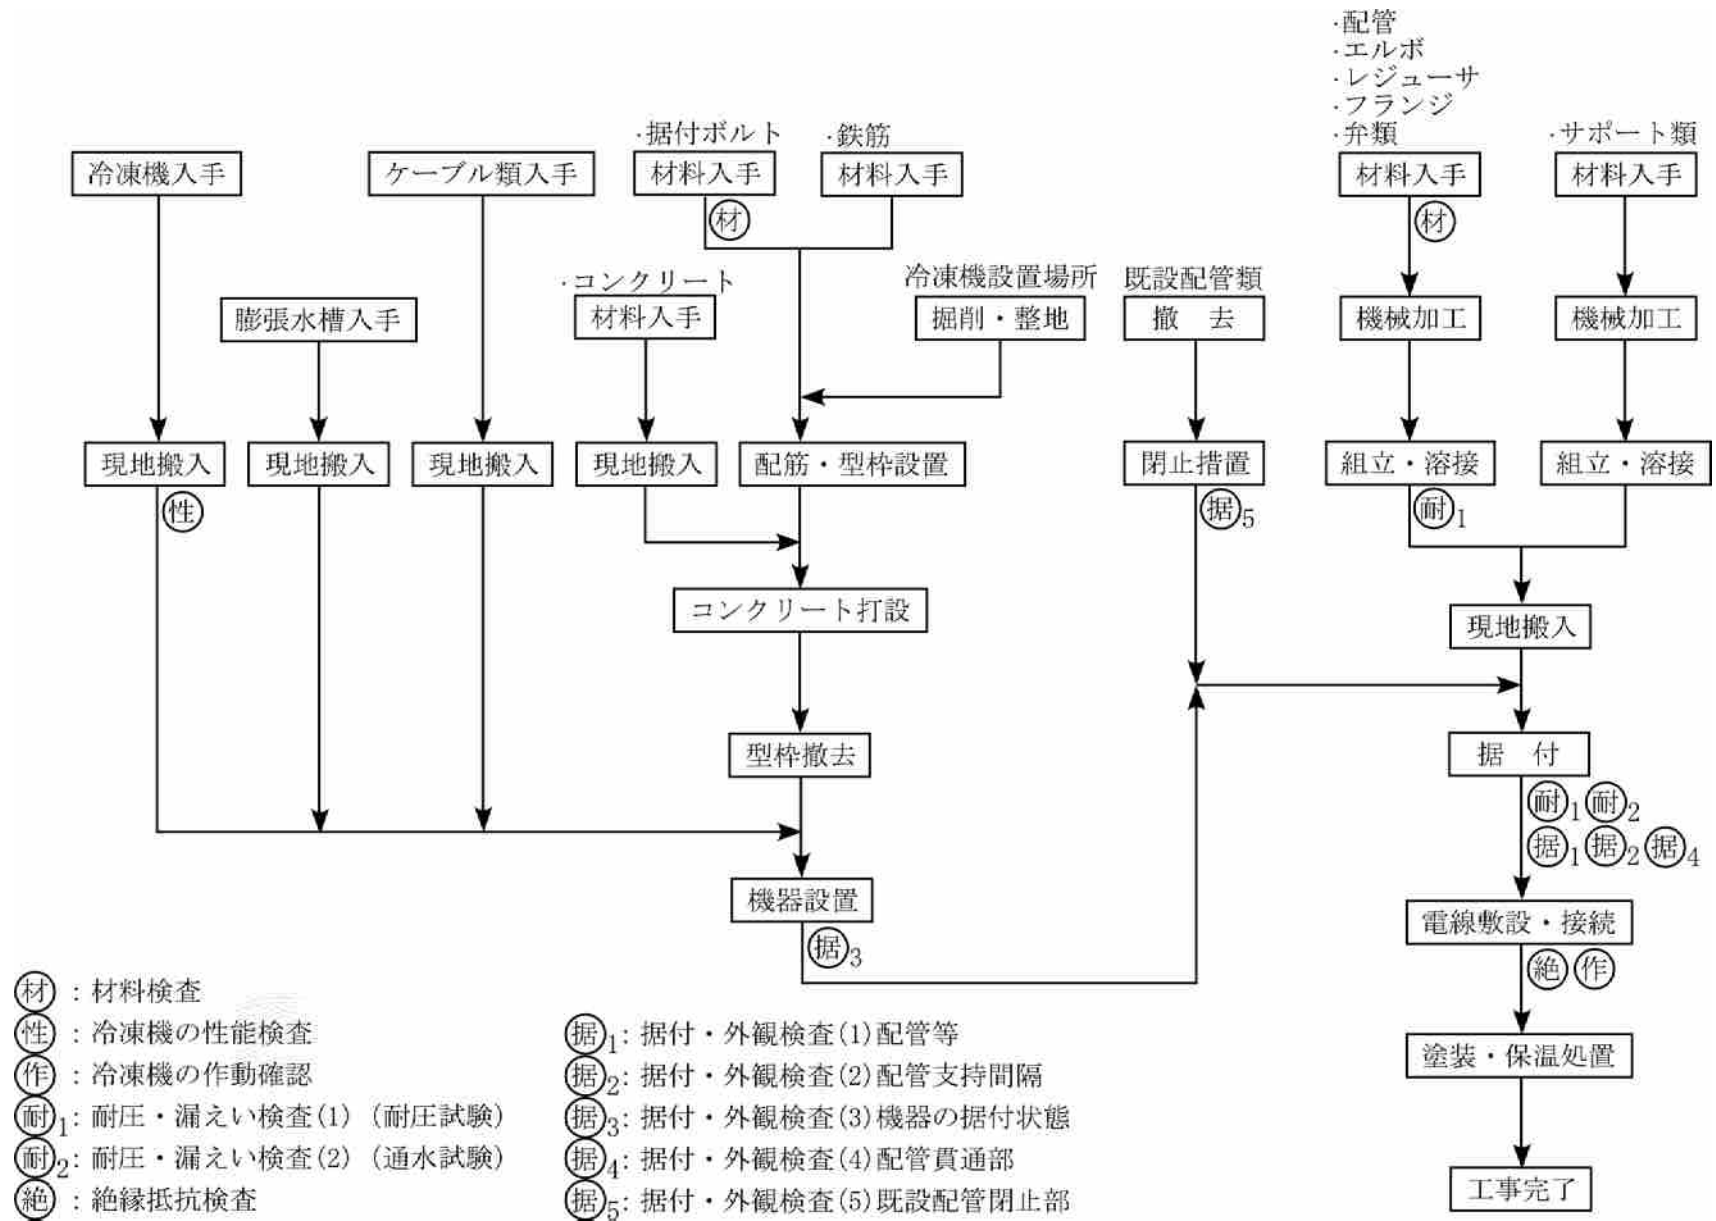 ・配管
・エルボ
・レジューサ
・フランジ
・弁類
・据付ボルト
・鉄筋
・サポート類
冷凍機入手
ケーブル類入手
材料入手
材料入手
材料入手
材料入手
材
材
・コンクリート
冷凍機設置場所
既設配管類
膨張水槽入手
材料入手
掘削・整地
撤　去
機械加工
機械加工
現地搬入
現地搬入
現地搬入
現地搬入
配筋・型枠設置
閉止措置
組立・溶接
組立・溶接
性
据5
耐1
コンクリート打設
現地搬入
型枠撤去
据　付
耐1 耐2
据1 据2 据4
機器設置
電線敷設・接続
据3
絶 作
塗装・保温処置
工事完了
材：材料検査
性：冷凍機の性能検査
作：冷凍機の作動確認
耐1：耐圧・漏えい検査(1)（耐圧試験）
耐2：耐圧・漏えい検査(2)（通水試験）
絶：絶縁抵抗検査
据1：据付・外観検査(1)配管等
据2：据付・外観検査(2)配管支持間隔
据3：据付・外観検査(3)機器の据付状態
据4：据付・外観検査(4)配管貫通部
据5：据付・外観検査(5)既設配管閉止部